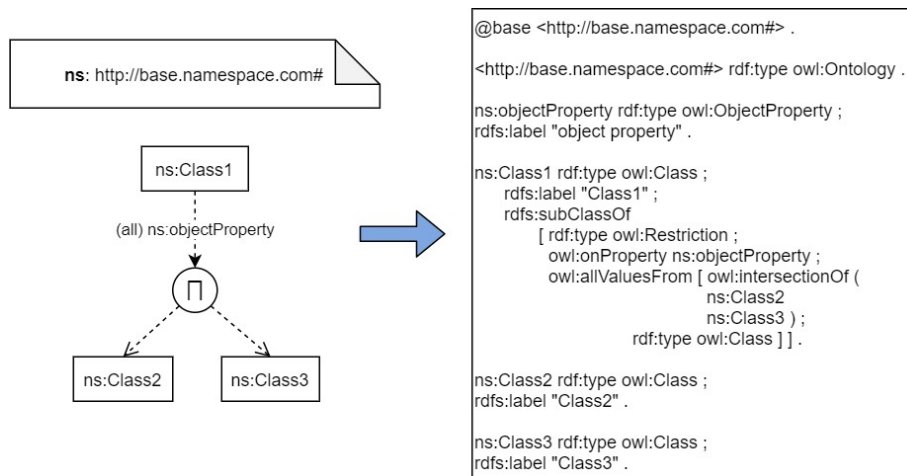 ns: http://base.namespace.com#
ns:Class1
(all) ns:objectProperty
⊓
ns:Class2
ns:Class3
@base <http://base.namespace.com#> .
<http://base.namespace.com#> rdf:type owl:Ontology .
ns:objectProperty rdf:type owl:ObjectProperty ;
rdfs:label "object property" .
ns:Class1 rdf:type owl:Class ;
rdfs:label "Class1" ;
rdfs:subClassOf
[ rdf:type owl:Restriction ;
owl:onProperty ns:objectProperty ;
owl:allValuesFrom [ owl:intersectionOf (
ns:Class2
ns:Class3 ) ;
rdf:type owl:Class ] ] .
ns:Class2 rdf:type owl:Class ;
rdfs:label "Class2" .
ns:Class3 rdf:type owl:Class ;
rdfs:label "Class3" .